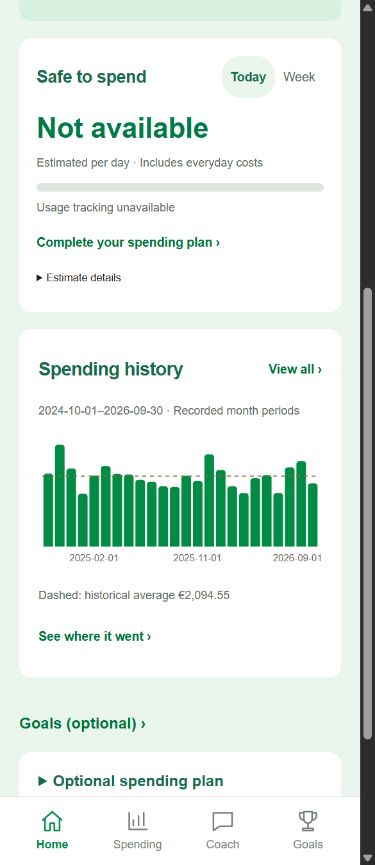 Safe to spend
Today
Week
Not available
Estimated per day · Includes everyday costs
Usage tracking unavailable
Complete your spending plan ›
▶ Estimate details
Spending history
View all ›
2024-10-01–2026-09-30 · Recorded month periods
2025-02-01
2025-11-01
2026-09-01
Dashed: historical average €2,094.55
See where it went ›
Goals (optional) ›
▶ Optional spending plan
Home
Spending
Coach
Goals